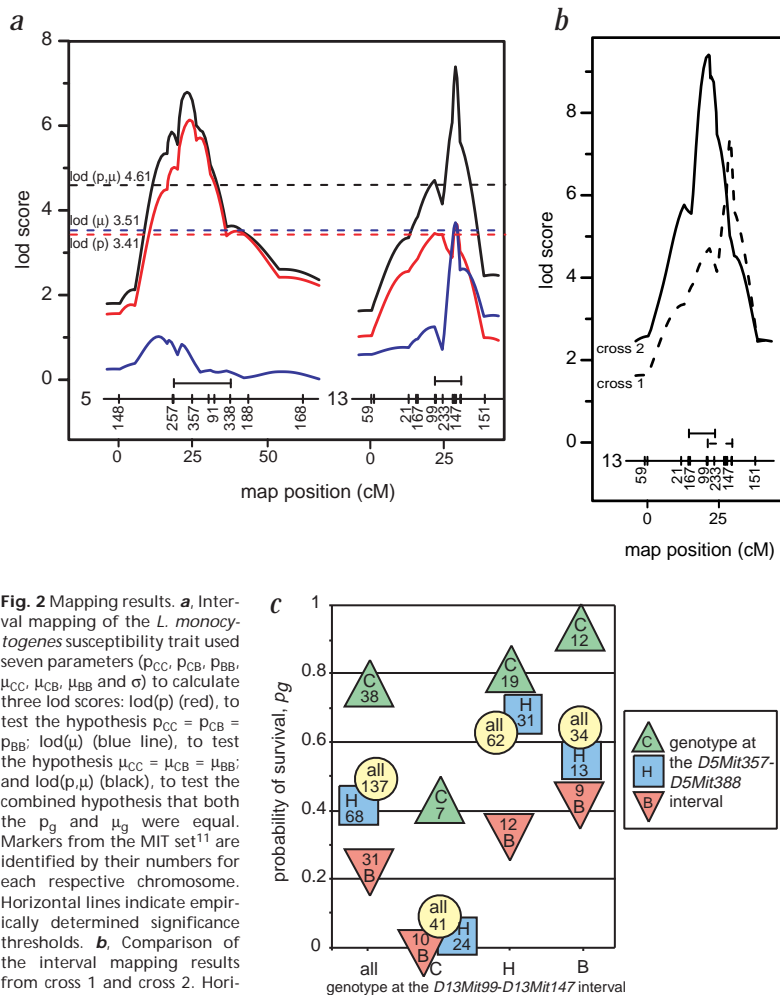 a
8
6
4
2
0
lod score
lod (p,μ) 4.61
lod (μ) 3.51
lod (p) 3.41
5
148
257
357
91
338
188
168
13
59
21
167
99
233
147
151
0
25
50
0
25
map position (cM)
b
8
6
4
2
0
lod score
cross 2
cross 1
13
59
21
167
99
233
147
151
0
25
map position (cM)
Fig. 2 Mapping results. a, Inter-
val mapping of the L. monocy-
togenes susceptibility trait used
seven parameters (pCC, pCB, pBB,
μCC, μCB, μBB and σ) to calculate
three lod scores: lod(p) (red), to
test the hypothesis pCC = pCB =
pBB; lod(μ) (blue line), to test
the hypothesis μCC = μCB = μBB;
and lod(p,μ) (black), to test the
combined hypothesis that both
the pg and μg were equal.
Markers from the MIT set11 are
identified by their numbers for
each respective chromosome.
Horizontal lines indicate empir-
ically determined significance
thresholds. b, Comparison of
the interval mapping results
from cross 1 and cross 2. Hori-
c
1
0.8
0.6
0.4
0.2
0
probability of survival, pg
C
38
all
137
H
68
31
B
C
7
all
41
10
B
H
24
C
19
H
31
all
62
12
B
C
12
all
34
H
13
9
B
all
C
H
B
genotype at the D13Mit99-D13Mit147 interval
C
H
B
genotype at
the D5Mit357-
D5Mit388
interval